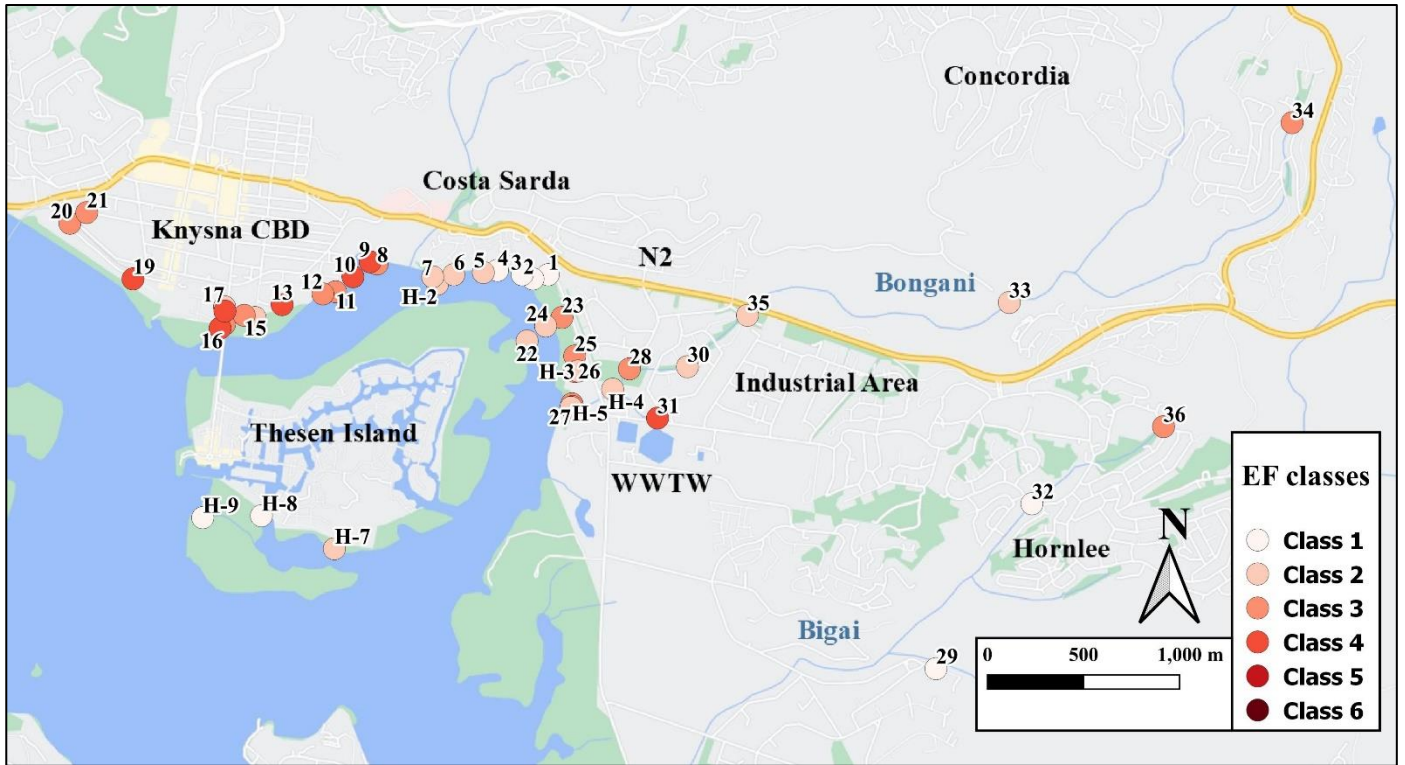 Concordia
34
Costa Sarda
21
20
Knysna CBD
9
8
10
12
11
19
17
13
15
16
7
6
5
4
3
2
1
H-2
N2
Bongani
33
35
24
23
22
25
H-3
26
28
30
Industrial Area
H-4
27
H-5
31
WWTW
Thesen Island
H-9
H-8
H-7
36
32
Hornlee
Bigai
29
N
0
500
1,000 m
EF classes
Class 1
Class 2
Class 3
Class 4
Class 5
Class 6